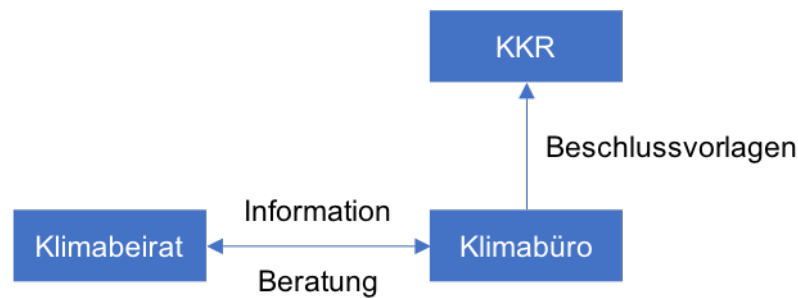 KKR
Beschlussvorlagen
Information
Klimabeirat
Klimabüro
Beratung